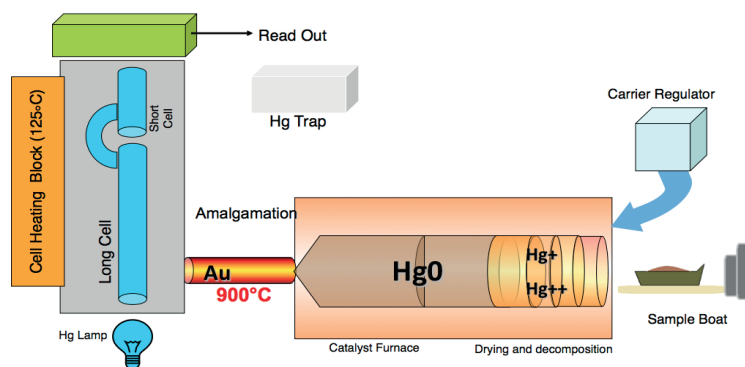 Read Out
Carrier Regulator
Hg Trap
Cell Heating Block (125oC)
Short
Cell
Long Cell
Amalgamation
Au
900°C
Hg0
Hg+
Hg++
Hg Lamp
Catalyst Furnace
Drying and decomposition
Sample Boat